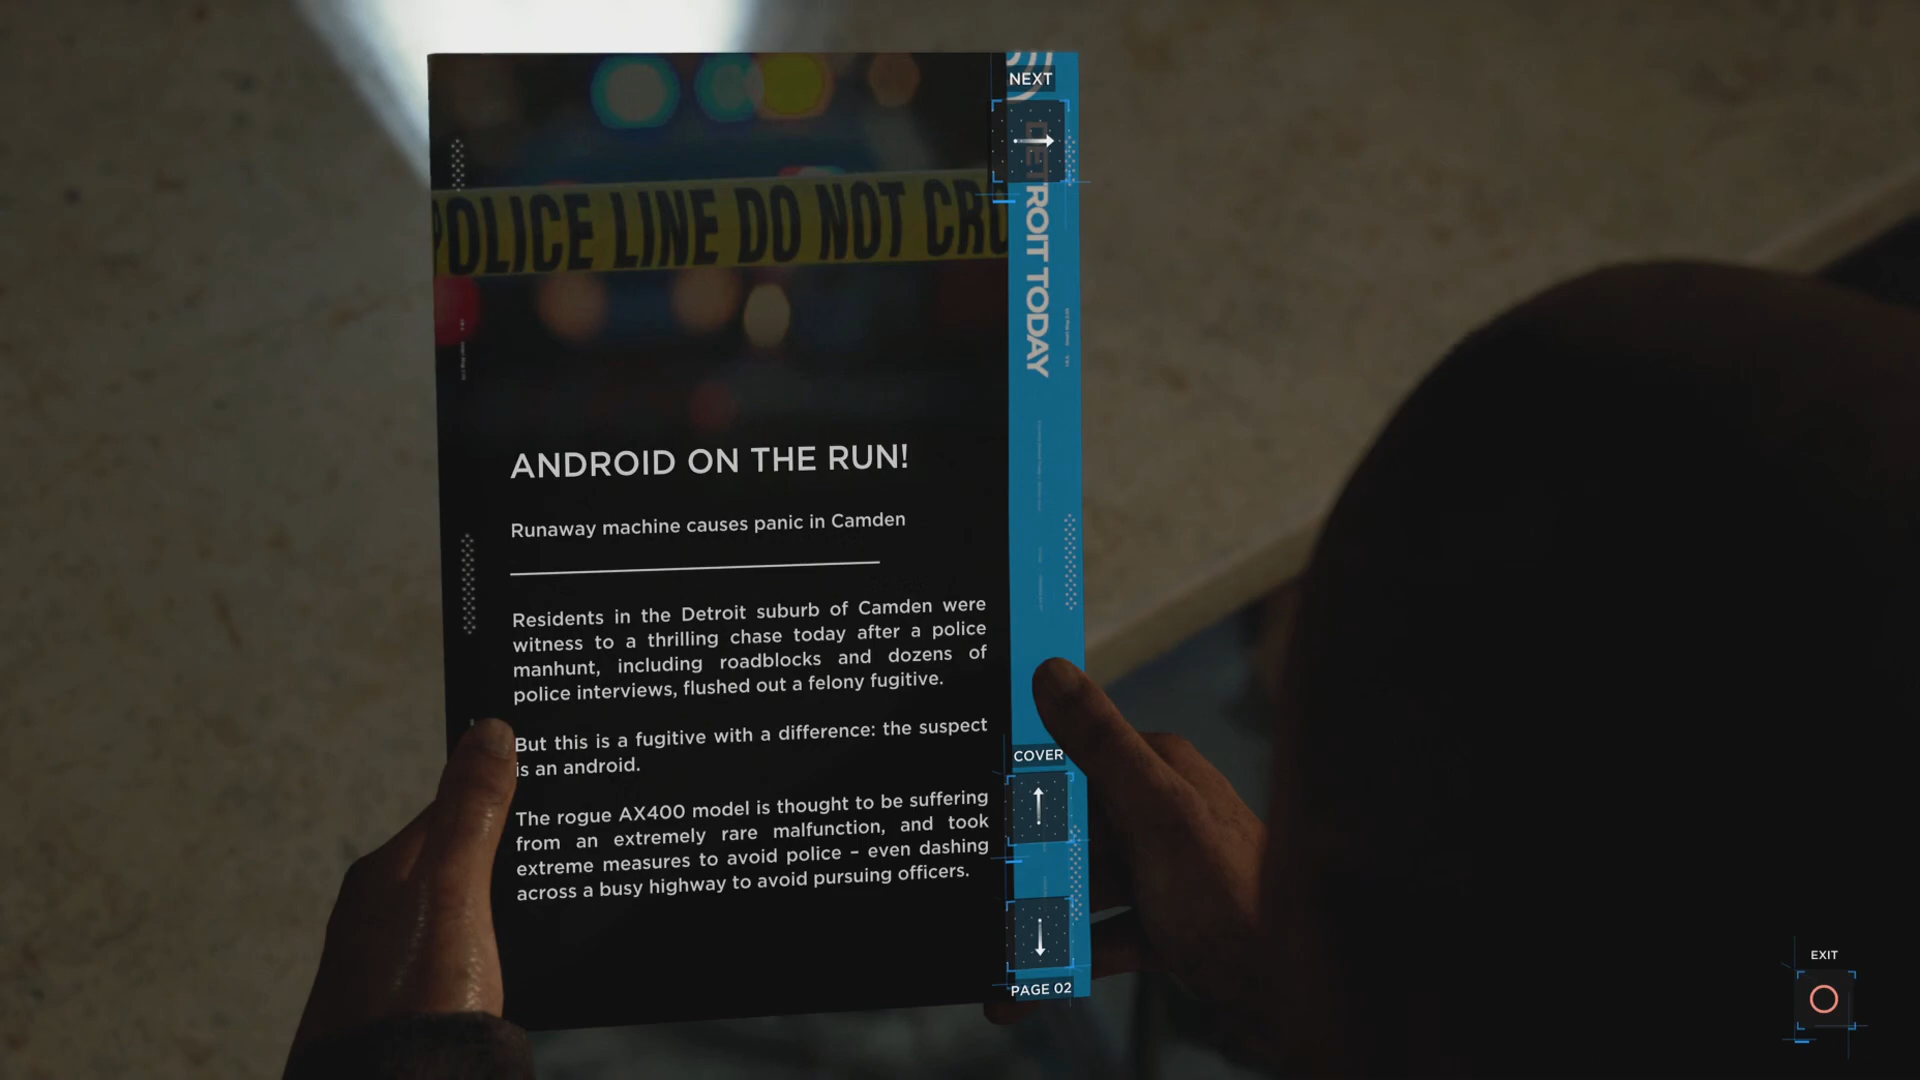 NEXT
POLICE LINE DO NOT CRO
DETROIT TODAY
ANDROID ON THE RUN!
Runaway machine causes panic in Camden
Residents in the Detroit suburb of Camden were
witness to a thrilling chase today after a police
manhunt, including roadblocks and dozens of
police interviews, flushed out a felony fugitive.
But this is a fugitive with a difference: the suspect
is an android.
The rogue AX400 model is thought to be suffering
from an extremely rare malfunction, and took
extreme measures to avoid police – even dashing
across a busy highway to avoid pursuing officers.
COVER
PAGE 02
EXIT